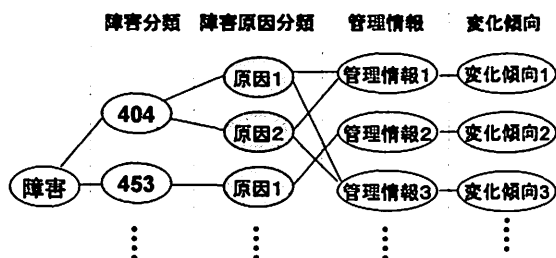 障害分類 障害原因分類 管理情報 変化傾向
原因1 管理情報1 変化傾向1
404
原因2 管理情報2 変化傾向2
障害 453 原因1 管理情報3 変化傾向3